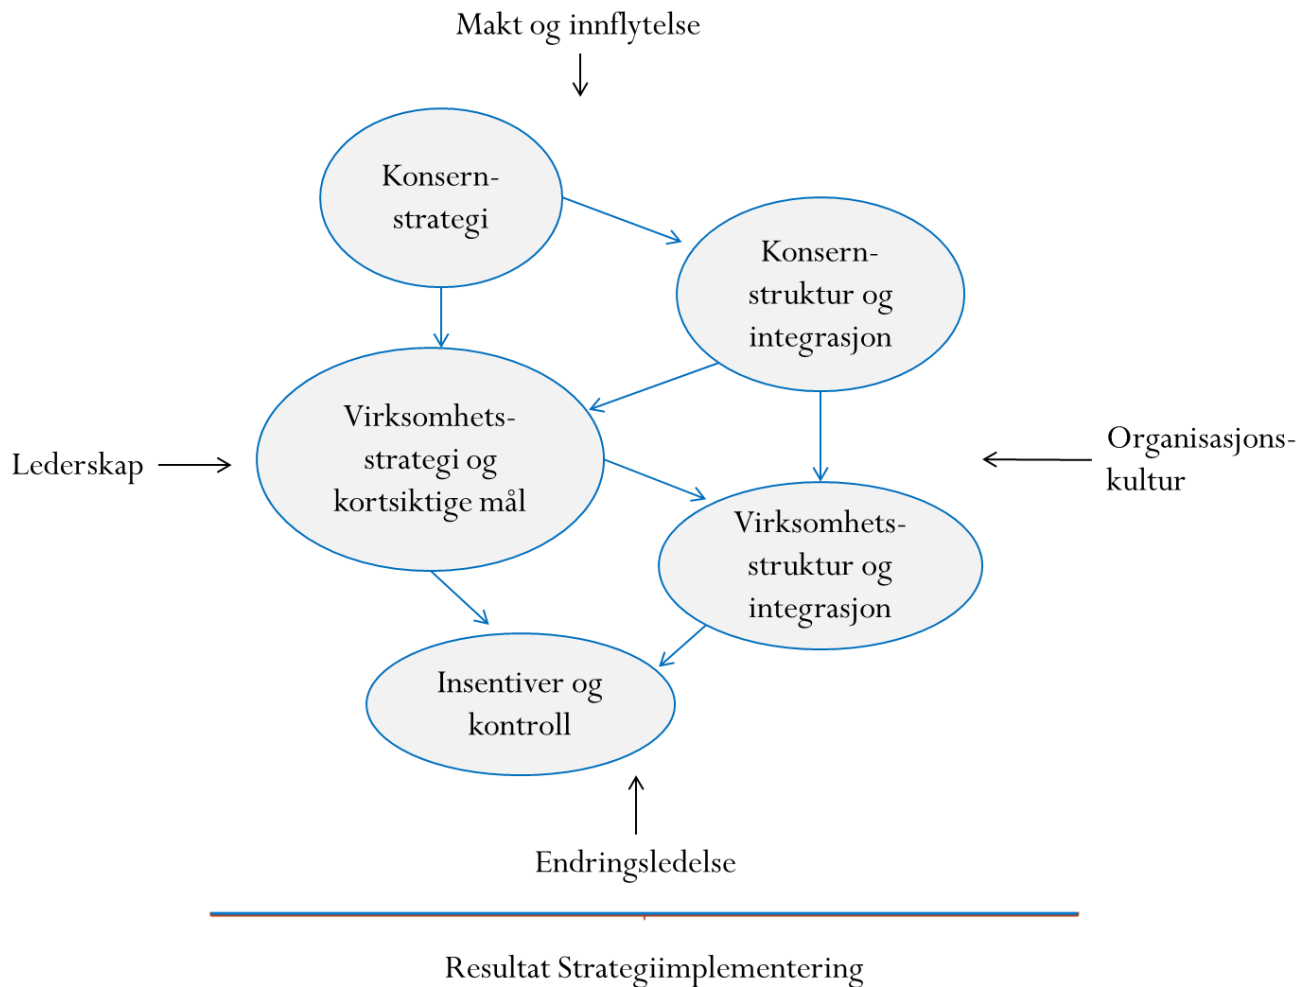 Makt og innflytelse
Konsern-
strategi
Konsern-
struktur og
integrasjon
Virksomhets-
strategi og
kortsiktige mål
Lederskap
Organisasjons-
kultur
Virksomhets-
struktur og
integrasjon
Insentiver og
kontroll
Endringsledelse
Resultat Strategiimplementering